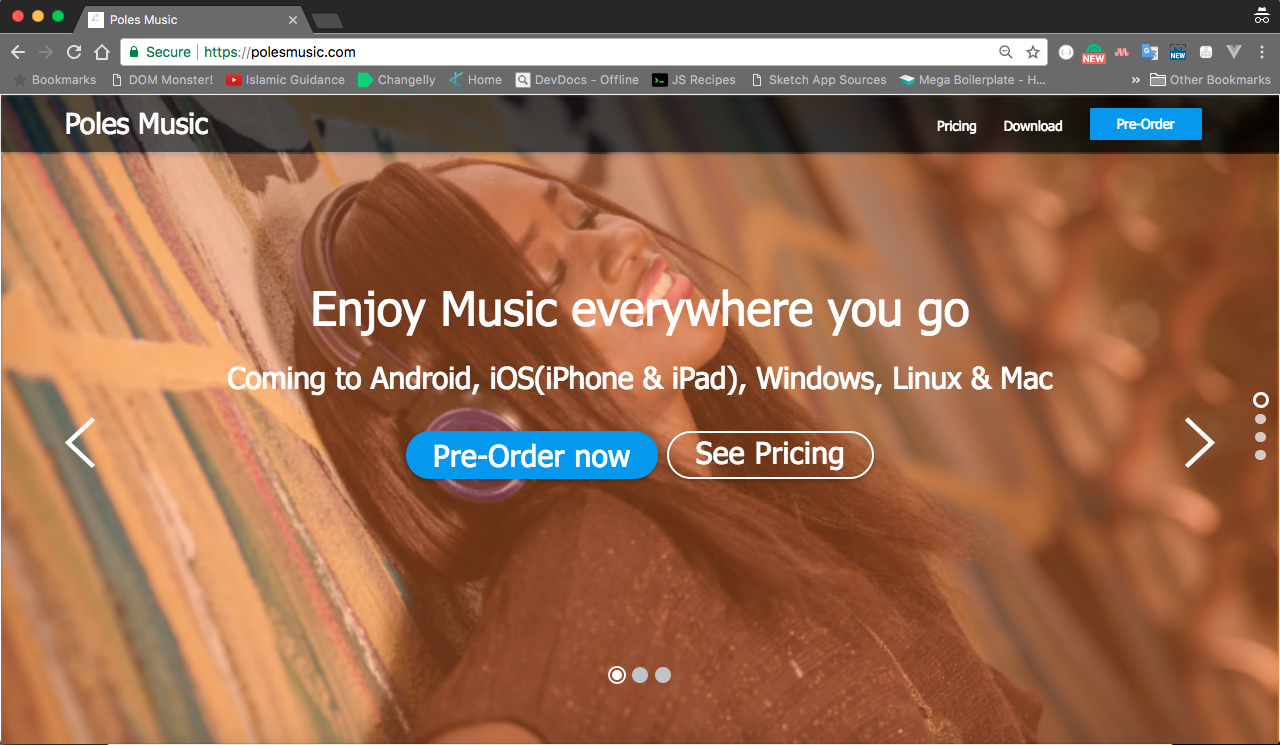 Poles Music
Secure https://polesmusic.com
NEW
NEW
Bookmarks DOM Monster! Islamic Guidance Changelly Home DevDocs - Offline JS Recipes Sketch App Sources Mega Boilerplate - H... » Other Bookmarks
Poles Music Pricing Download Pre-Order
Enjoy Music everywhere you go
Coming to Android, iOS(iPhone & iPad), Windows, Linux & Mac
Pre-Order now See Pricing